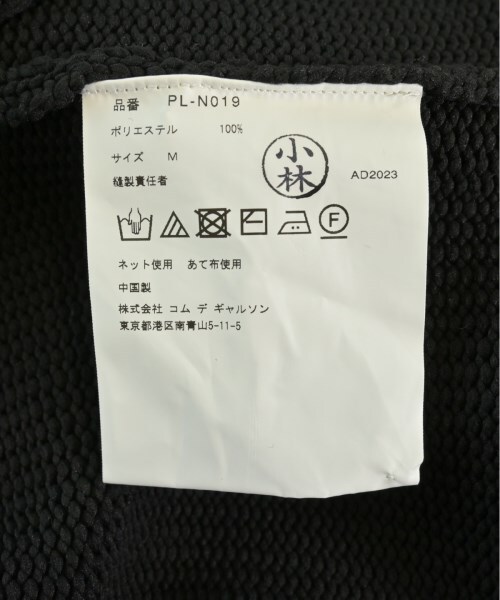 品番 PL-N019
ポリエステル 100%
サイズ M
小林
縫製責任者
AD2023
F
ネット使用 あて布使用
中国製
株式会社 コム デ ギャルソン
東京都港区南青山5-11-5